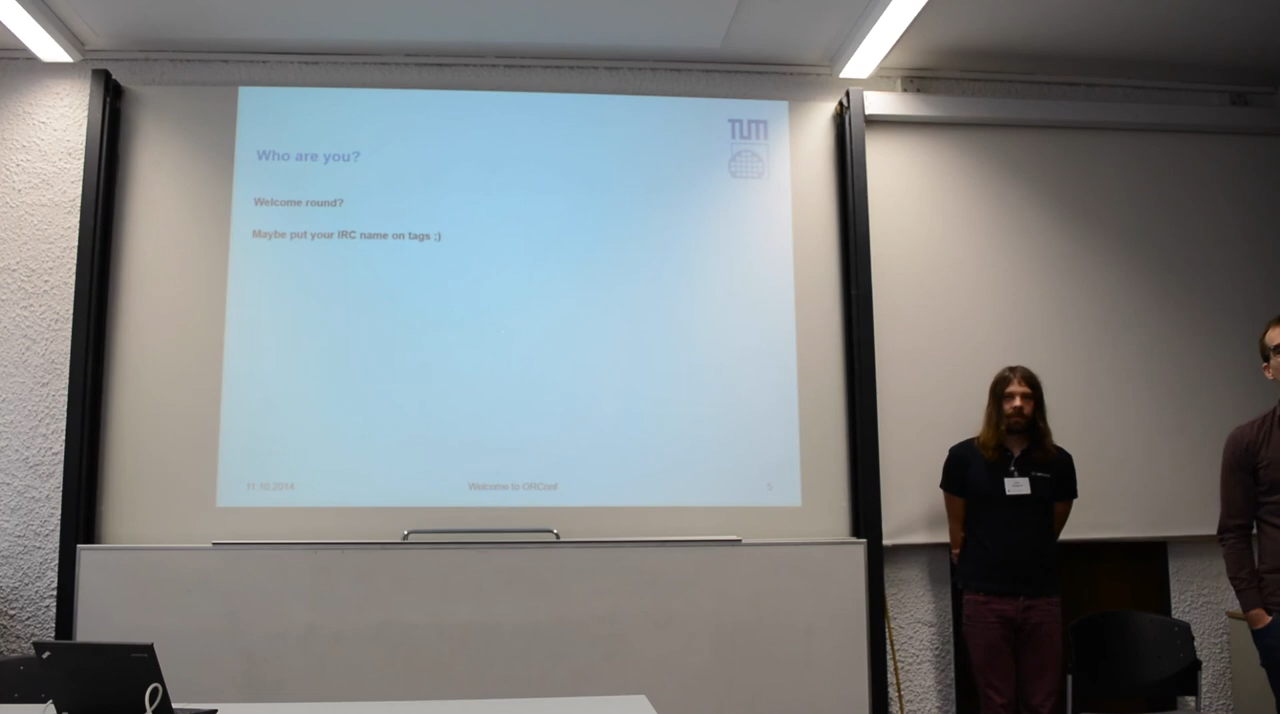 TUM
Who are you?
Welcome round?
Maybe put your IRC name on tags ;)
11.10.2014
Welcome to ORConf
5